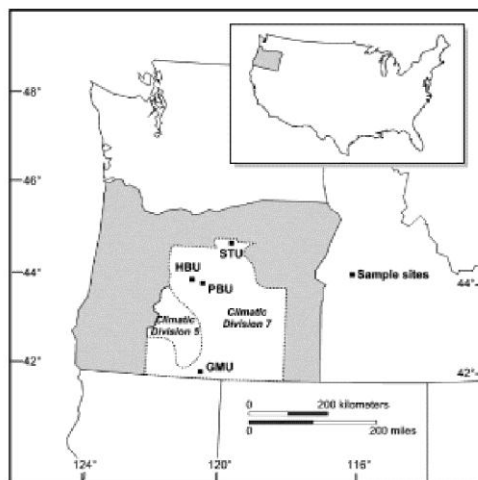 48°
46°
44°
42°
STU
HBU
PBU
Sample sites
44°
Climatic
Division 5
Climatic
Division 7
GMU
42°
0 200 kilometers
0 200 miles
124°
120°
116°